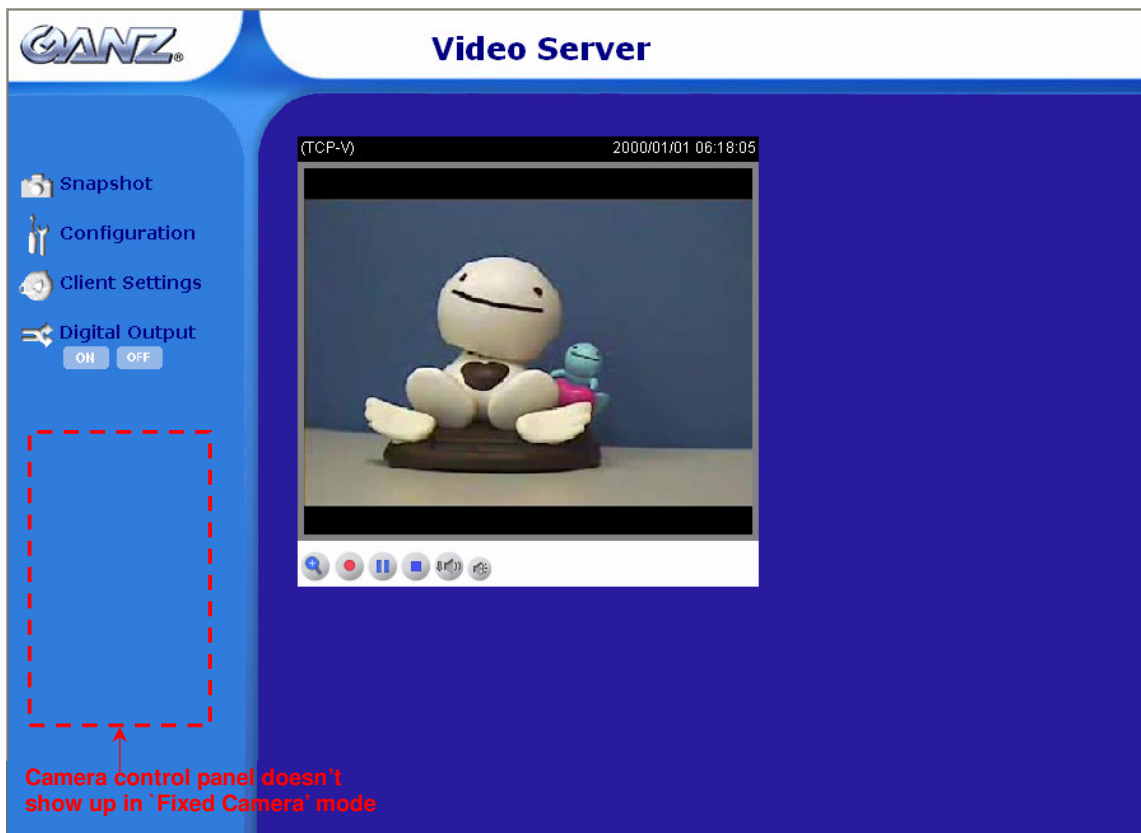 GANZ®
Video Server
(TCP-V) 2000/01/01 06:18:05
Snapshot
Configuration
Client Settings
Digital Output
ON OFF
Camera control panel doesn't
show up in `Fixed Camera' mode